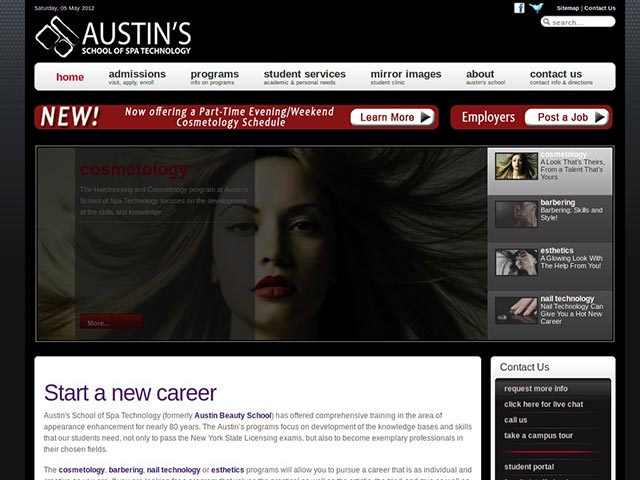 Saturday, 05 May 2012
Sitemap | Contact Us
search...
AUSTIN'S
SCHOOL OF SPA TECHNOLOGY
home
admissions
visit, apply, enroll
programs
info on programs
student services
academic & personal needs
mirror images
student clinic
about
austin's school
contact us
contact info & directions
NEW!
Now offering a Part-Time Evening/Weekend
Cosmetology Schedule
Learn More
Employers
Post a Job
cosmetology
The Hairdressing and Cosmetology program at Austin's
School of Spa Technology focuses on the development
of the skills and knowledge
More...
cosmetology
A Look That's Theirs,
From a Talent That's
Yours
barbering
Barbering: Skills and
Style!
esthetics
A Glowing Look With
The Help From You!
nail technology
Nail Technology Can
Give You a Hot New
Career
Start a new career
Austin's School of Spa Technology (formerly Austin Beauty School) has offered comprehensive training in the area of
appearance enhancement for nearly 80 years. The Austin's programs focus on development of the knowledge bases and skills
that our students need, not only to pass the New York State Licensing exams, but also to become exemplary professionals in
their chosen fields.
The cosmetology, barbering, nail technology or esthetics programs will allow you to pursue a career that is as individual and
Contact Us
request more info
click here for live chat
call us
take a campus tour
student portal